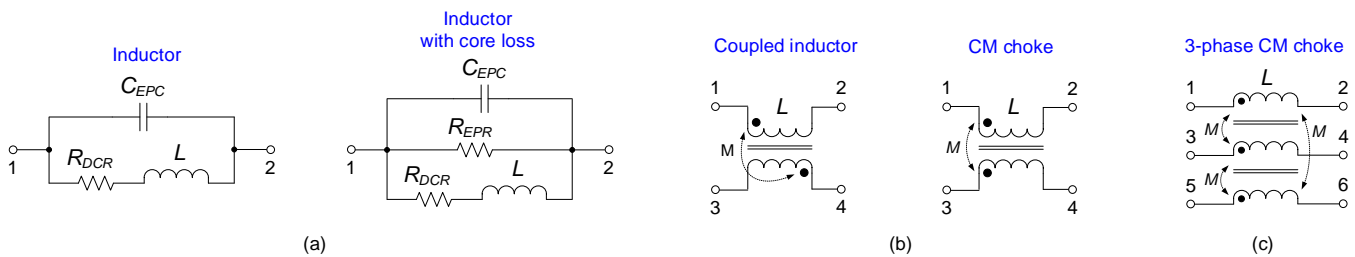 Inductor
C_EPC
R_DCR
L
1
2
Inductor
with core loss
C_EPC
R_EPR
R_DCR
L
1
2
(a)
Coupled inductor
1
2
L
M
3
4
CM choke
1
2
L
M
3
4
(b)
3-phase CM choke
L
1
2
M
M
3
4
M
5
6
(c)